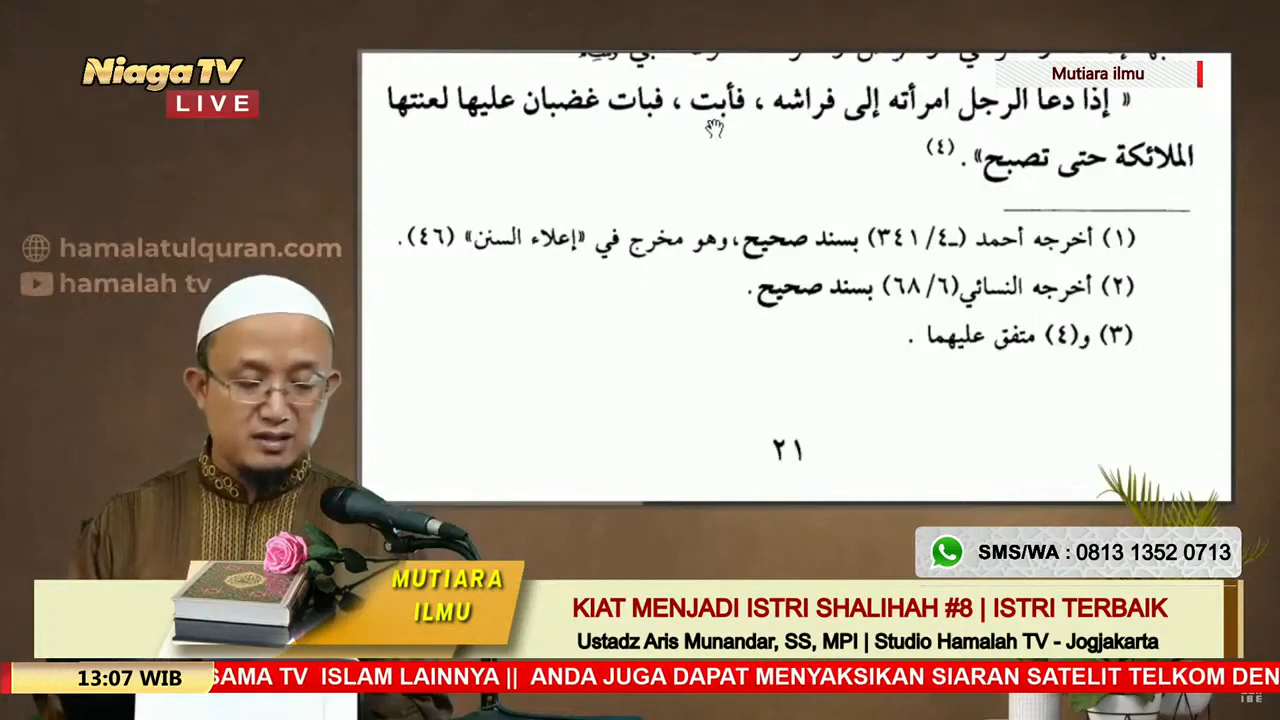 NiagaTV
LIVE
Mutiara ilmu
« إذا دعا الرجل امرأته إلى فراشه ، فأبت ، فبات غضبان عليها لعنتها
الملائكة حتى تصبح» . (٤)
(١) أخرجه أحمد (٤/٣٤١) بسند صحيح، وهو مخرج في «إعلاء السنن» (٤٦) .
(٢) أخرجه النسائي(٦/٦٨) بسند صحيح .
(٣) و(٤) متفق عليهما .
٢١
hamalatulquran.com
hamalah tv
SMS/WA : 0813 1352 0713
MUTIARA
ILMU
KIAT MENJADI ISTRI SHALIHAH #8 | ISTRI TERBAIK
Ustadz Aris Munandar, SS, MPI | Studio Hamalah TV - Jogjakarta
13:07 WIB
SAMA TV ISLAM LAINNYA || ANDA JUGA DAPAT MENYAKSIKAN SIARAN SATELIT TELKOM DEN